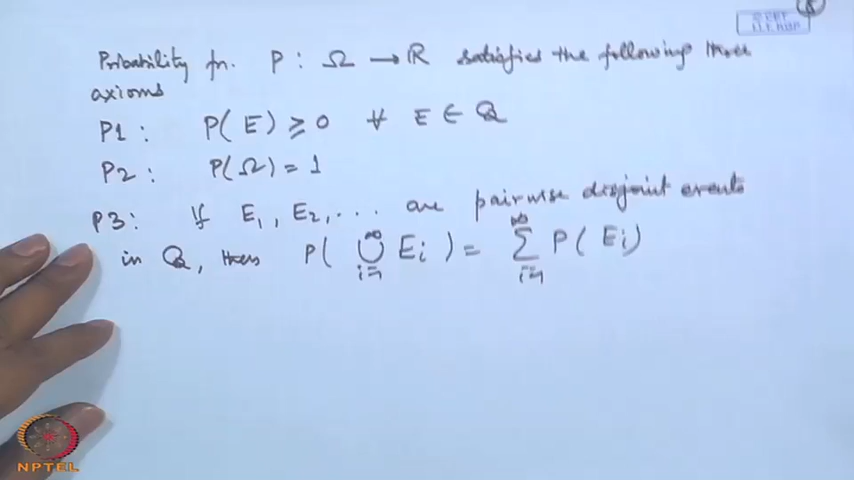 Probability fn. P : Ω → ℝ satisfies the following three
axioms
P1 : P(E) ⩾ 0 ∀ E ∈ Q
P2 : P(Ω) = 1
P3 : If E₁, E₂, ... are pairwise disjoint events
in Q, then P( ∞∪i=1 Ei ) = ∞∑i=1 P(Ei)
NPTEL